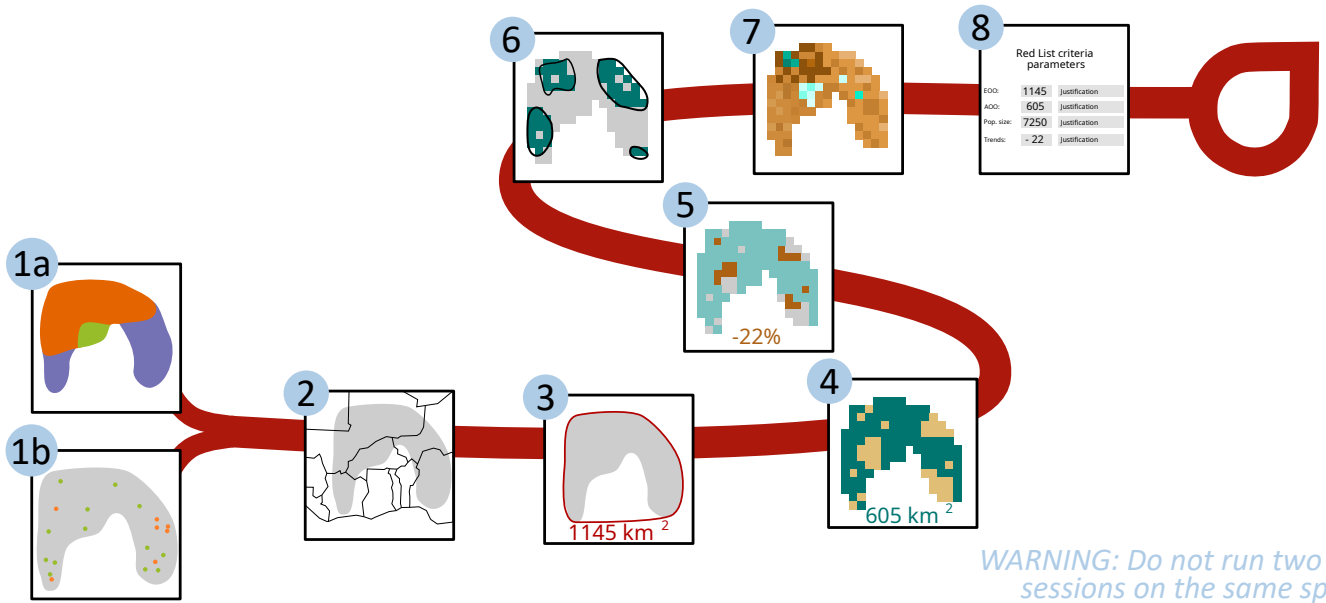 6
7
8
Red List criteria
parameters
EOO: 1145 Justification
AOO: 605 Justification
Pop. size: 7250 Justification
Trends: - 22 Justification
5
-22%
1a
1b
2
3
1145 km 2
4
605 km 2
WARNING: Do not run two
sessions on the same sp